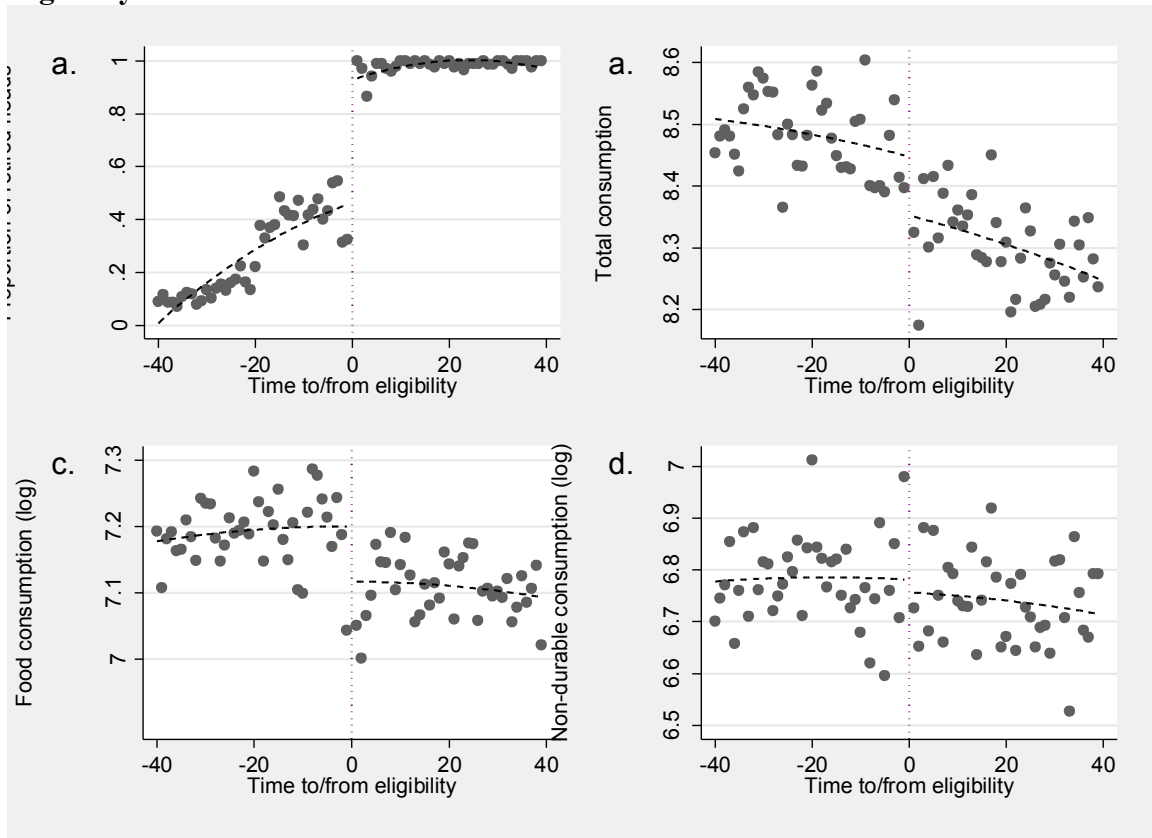 a.
1
.8
.6
.4
.2
0
-40 -20 0 20 40
Time to/from eligibility
a.
Total consumption
8.6
8.5
8.4
8.3
8.2
-40 -20 0 20 40
Time to/from eligibility
c.
Food consumption (log)
7.3
7.2
7.1
7
-40 -20 0 20 40
Time to/from eligibility
d.
Non-durable consumption (log)
7
6.9
6.8
6.7
6.6
6.5
-40 -20 0 20 40
Time to/from eligibility